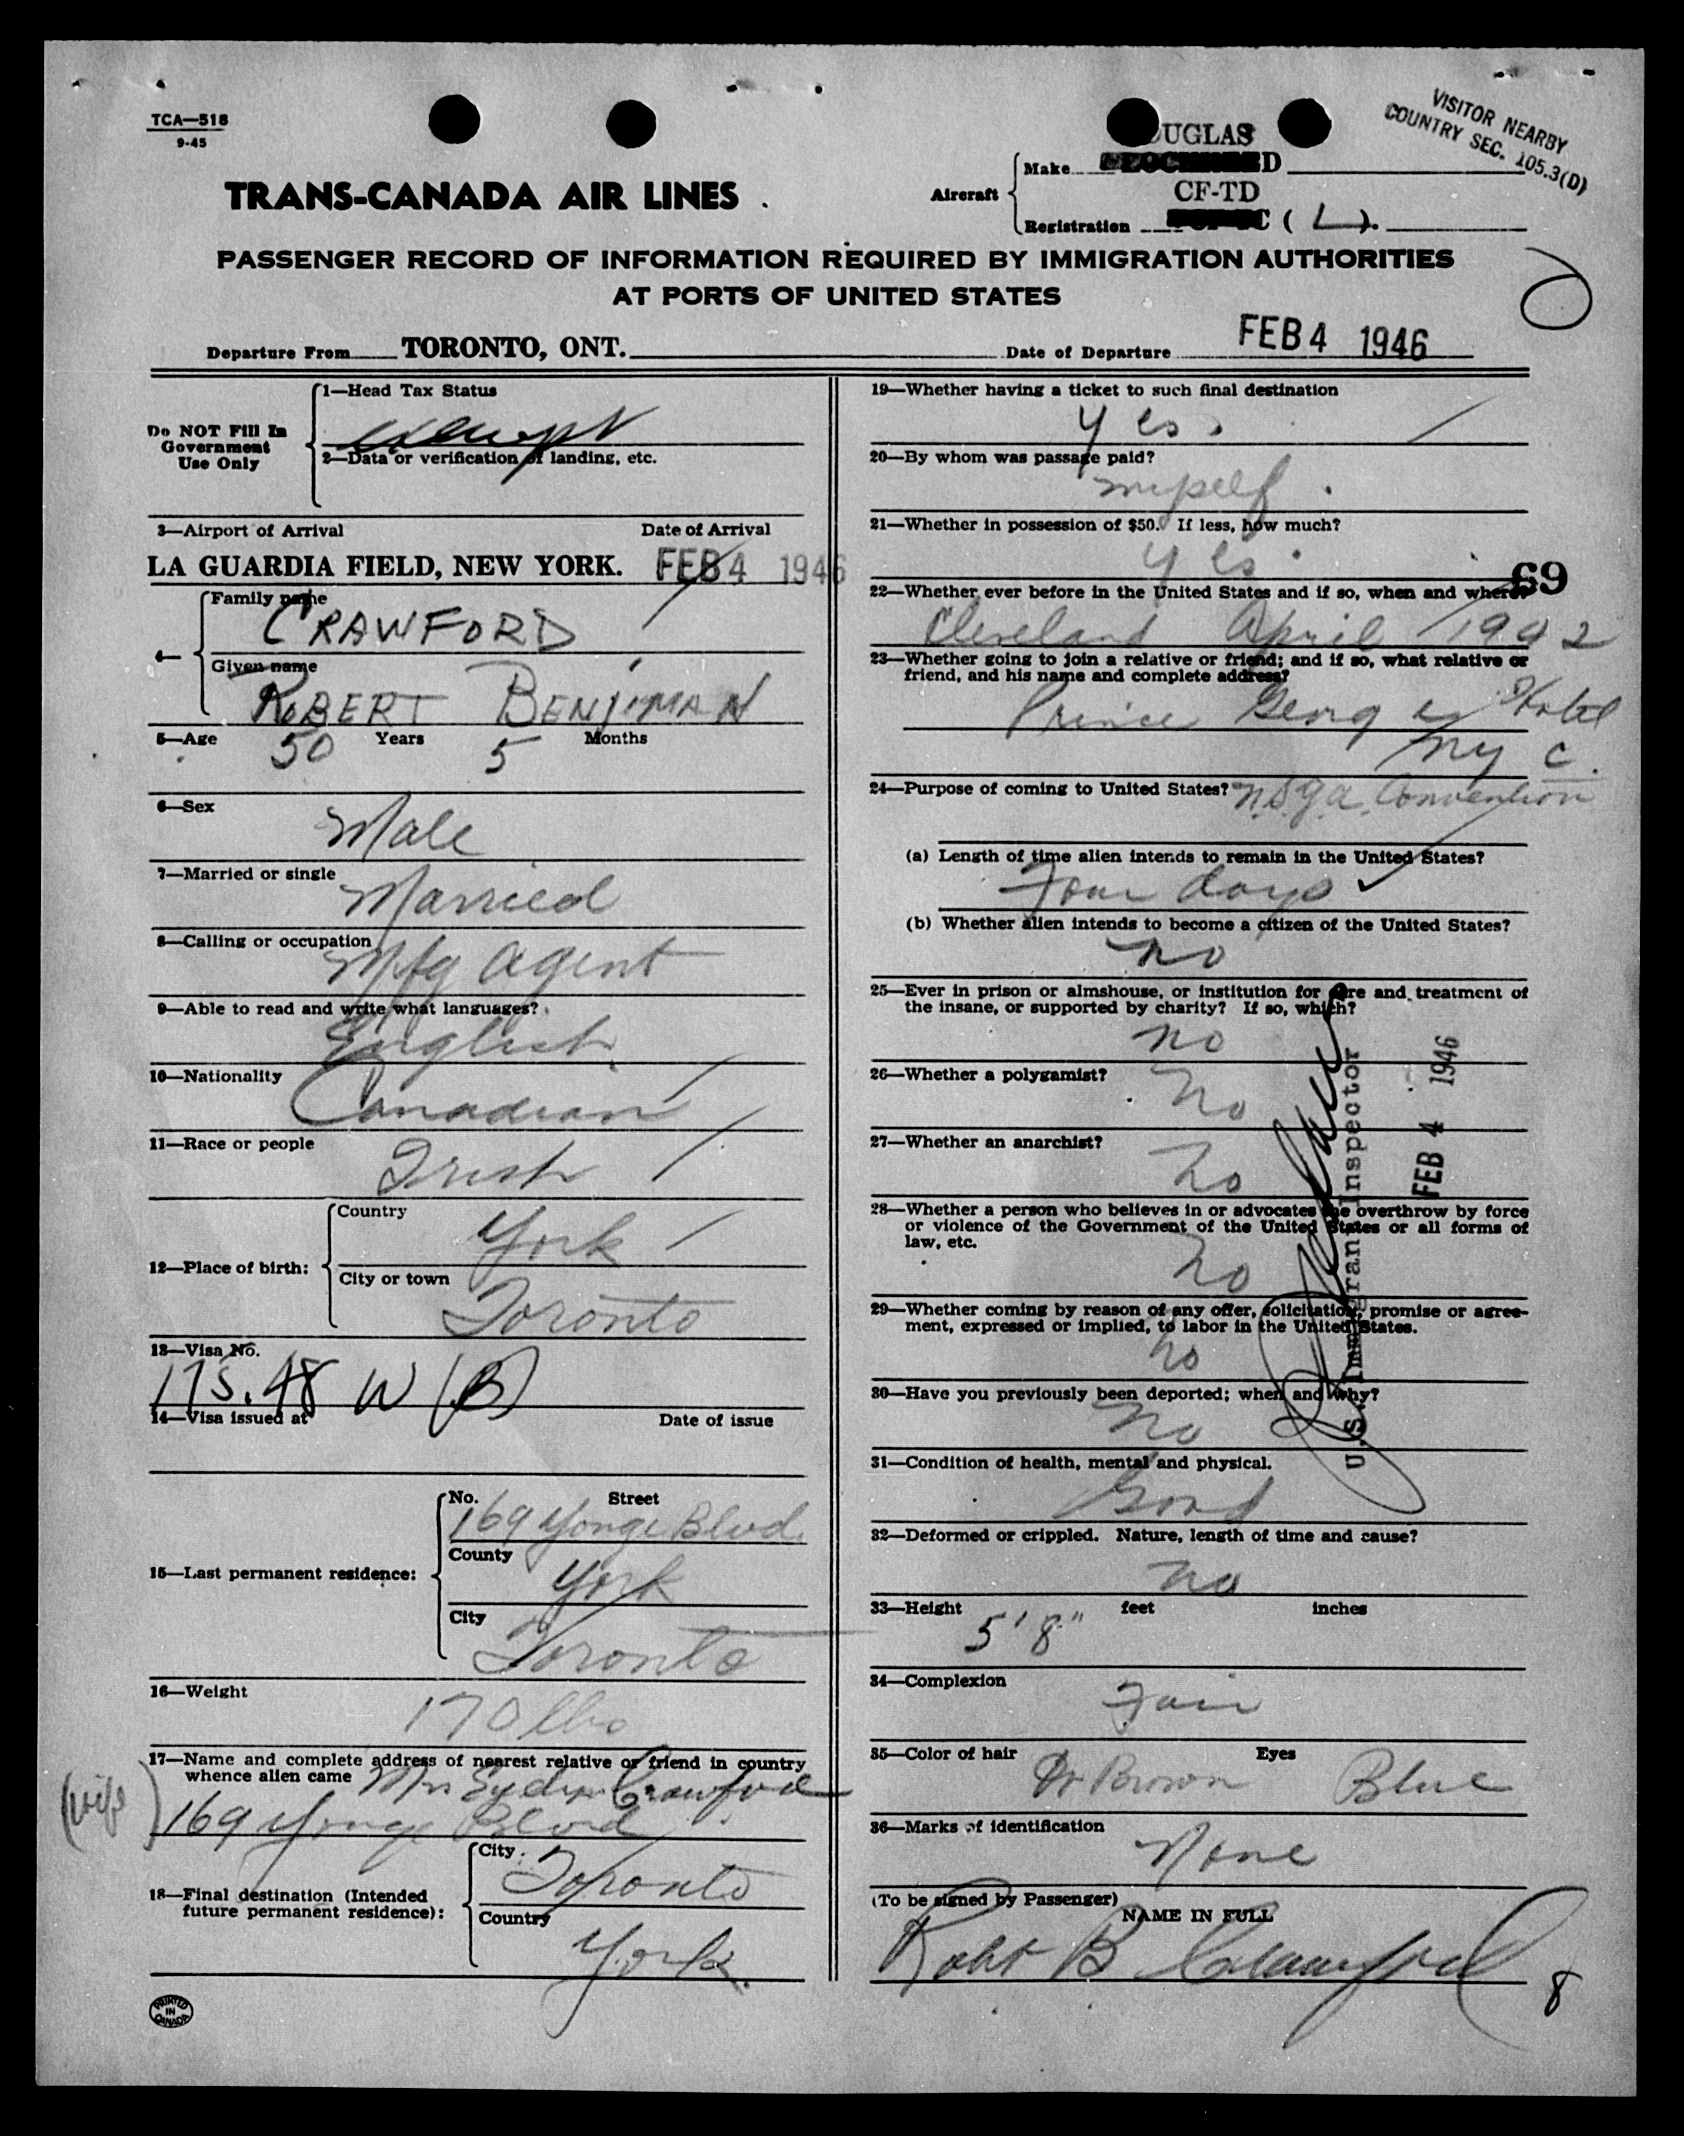 TCA—518
9-45
VISITOR NEARBY
COUNTRY SEC. 105.3(D)
DOUGLAS
Aircraft
Make
CF-TD
Registration (L).
TRANS-CANADA AIR LINES
PASSENGER RECORD OF INFORMATION REQUIRED BY IMMIGRATION AUTHORITIES
AT PORTS OF UNITED STATES
Departure From TORONTO, ONT. Date of Departure FEB 4 1946
Do NOT Fill In
Government
Use Only
1—Head Tax Status
exempt
2—Data or verification of landing, etc.
3—Airport of Arrival Date of Arrival
LA GUARDIA FIELD, NEW YORK. FEB 4 1946
4— Family name
CRAWFORD
Given name
ROBERT BENJIMAN
5—Age 50 Years 5 Months
6—Sex
Male
7—Married or single
Married
8—Calling or occupation
Mfg Agent
9—Able to read and write what languages?
English
10—Nationality
Canadian
11—Race or people
Irish
12—Place of birth:
Country
York
City or town
Toronto
13—Visa No.
175.48 W (B)
14—Visa issued at Date of issue
15—Last permanent residence:
No. Street
169 Yonge Blvd.
County
York
City
Toronto
16—Weight
170 lbs
17—Name and complete address of nearest relative or friend in country
whence alien came Mrs Crawford
(wife) 169 Yonge Blvd
18—Final destination (Intended
future permanent residence):
City
Toronto
Country
York
PRINTED
IN
CANADA
19—Whether having a ticket to such final destination
Yes
20—By whom was passage paid?
myself
21—Whether in possession of $50. If less, how much?
Yes
69
22—Whether ever before in the United States and if so, when and where?
Cleveland April 1942
23—Whether going to join a relative or friend; and if so, what relative or
friend, and his name and complete address?
Prince George Hotel
NY C.
24—Purpose of coming to United States? N.S.G.A. Convention
(a) Length of time alien intends to remain in the United States?
Four days
(b) Whether alien intends to become a citizen of the United States?
no
25—Ever in prison or almshouse, or institution for care and treatment of
the insane, or supported by charity? If so, which?
no
26—Whether a polygamist?
No
27—Whether an anarchist?
No
28—Whether a person who believes in or advocates the overthrow by force
or violence of the Government of the United States or all forms of
law, etc.
No
29—Whether coming by reason of any offer, solicitation, promise or agree-
ment, expressed or implied, to labor in the United States.
no
30—Have you previously been deported; when and why?
No
U.S. Immigrant Inspector
FEB 4 1946
31—Condition of health, mental and physical.
Good
32—Deformed or crippled. Nature, length of time and cause?
no
33—Height feet inches
5' 8"
34—Complexion
Fair
35—Color of hair Dr Brown Eyes Blue
36—Marks of identification
None
(To be signed by Passenger)
NAME IN FULL
Robt B Crawford
8